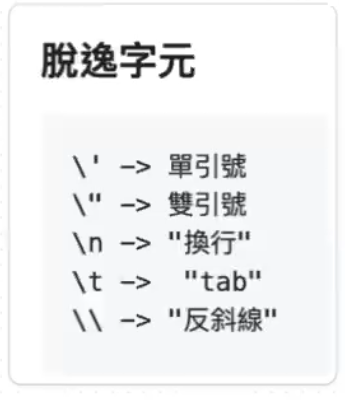 脫逸字元
\' -> 單引號
\" -> 雙引號
\n -> "換行"
\t ->  "tab"
\\ -> "反斜線"